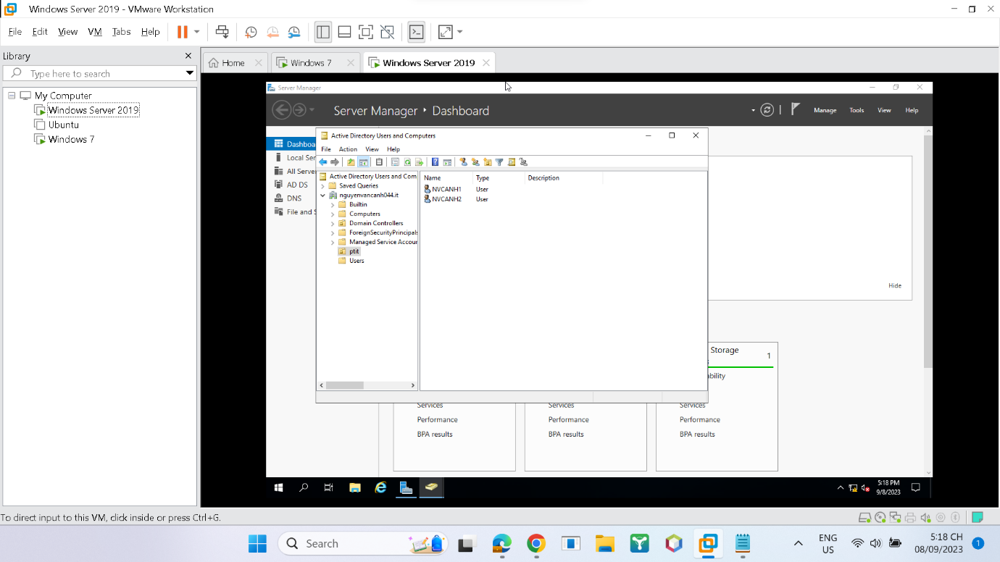 Windows Server 2019 - VMware Workstation
File Edit View VM Tabs Help
Library
Type here to search
My Computer
Windows Server 2019
Ubuntu
Windows 7
Home
Windows 7
Windows Server 2019
Server Manager
Server Manager Dashboard
Manage Tools View Help
Dashboa
Local Ser
All Serve
AD DS
DNS
File and S
Active Directory Users and Computers
File Action View Help
Active Directory Users and Com
Saved Queries
nguyenvancanh044.it
Builtin
Computers
Domain Controllers
ForeignSecurityPrincipals
Managed Service Accour
ptit
Users
Name Type Description
NVCANH1 User
NVCANH2 User
Hide
Storage
1
ability
Services
Performance
BPA results
Services
Performance
BPA results
Services
Performance
BPA results
5:18 PM
9/8/2023
To direct input to this VM, click inside or press Ctrl+G.
Search
ENG
US
5:18 CH
08/09/2023
1